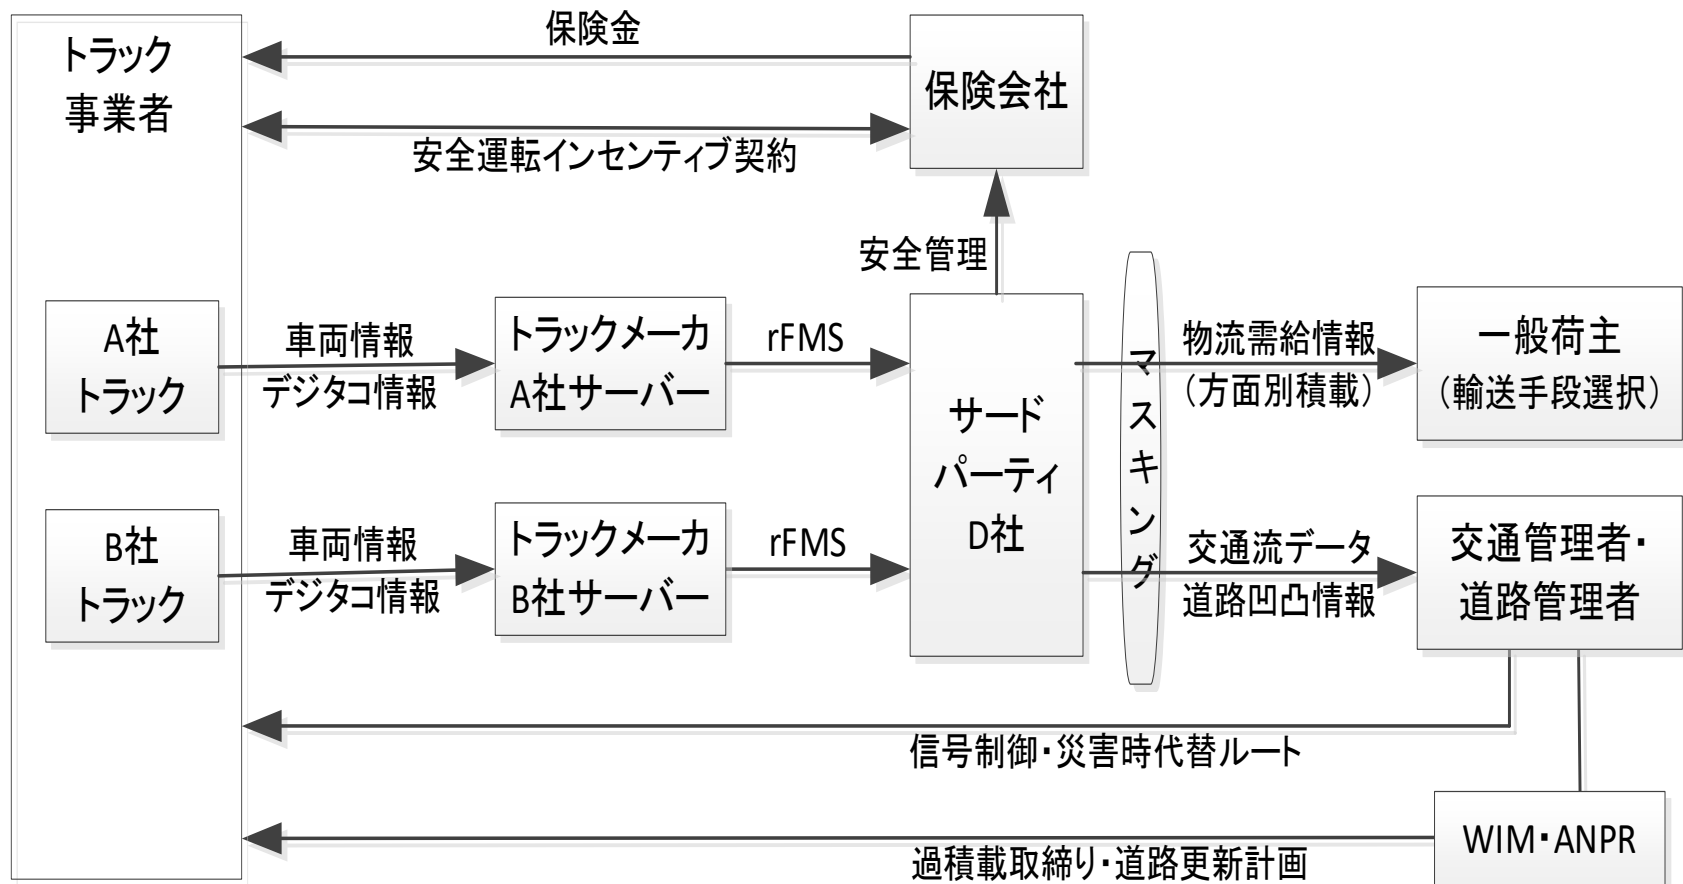 トラック
事業者
保険金
保険会社
安全運転インセンティブ契約
安全管理
A社
トラック
車両情報
デジタコ情報
トラックメーカ
A社サーバー
rFMS
サード
パーティ
D社
マスキング
物流需給情報
(方面別積載)
一般荷主
(輸送手段選択)
B社
トラック
車両情報
デジタコ情報
トラックメーカ
B社サーバー
rFMS
交通流データ
道路凹凸情報
交通管理者・
道路管理者
信号制御・災害時代替ルート
WIM・ANPR
過積載取締り・道路更新計画